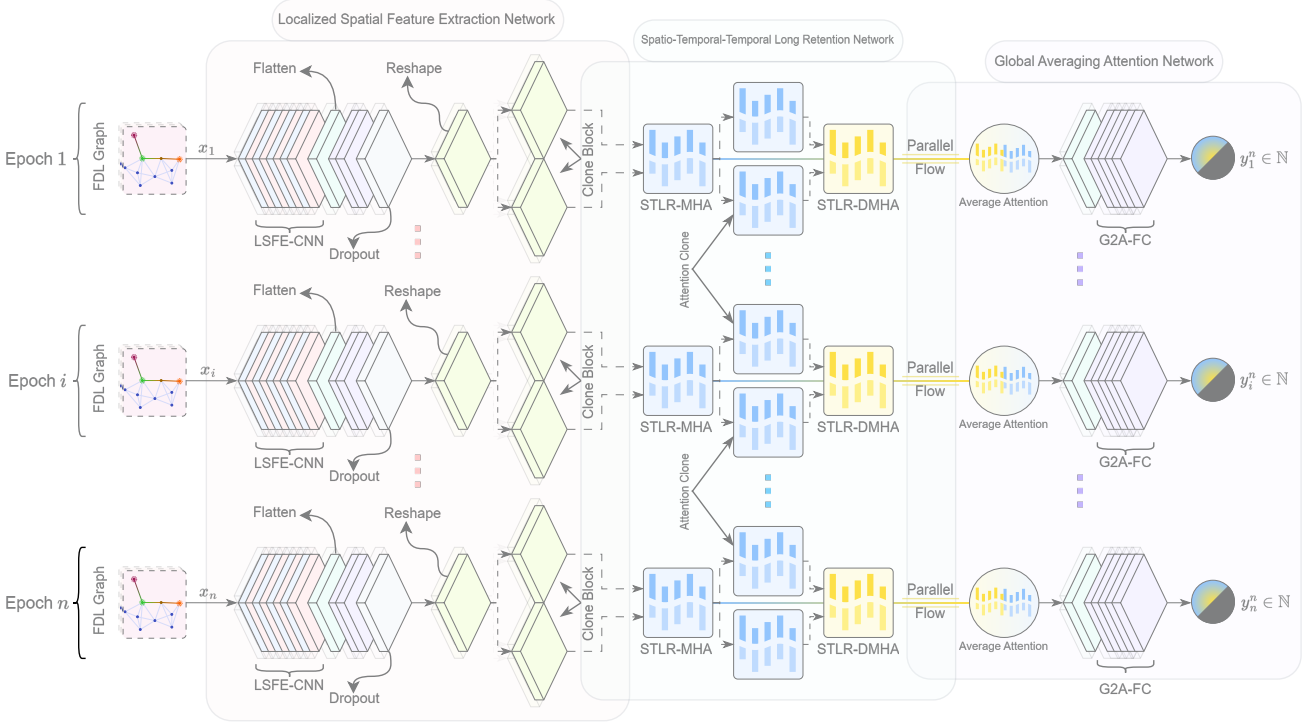 Localized Spatial Feature Extraction Network
Spatio-Temporal-Temporal Long Retention Network
Global Averaging Attention Network
Epoch 1
FDL Graph
x₁
Flatten
Reshape
LSFE-CNN
Dropout
Clone Block
STLR-MHA
STLR-DMHA
Parallel
Flow
Average Attention
G2A-FC
y₁ⁿ ∈ ℕ
Attention Clone
Epoch i
FDL Graph
xᵢ
Flatten
Reshape
LSFE-CNN
Dropout
Clone Block
STLR-MHA
STLR-DMHA
Parallel
Flow
Average Attention
G2A-FC
yᵢⁿ ∈ ℕ
Attention Clone
Epoch n
FDL Graph
xₙ
Flatten
Reshape
LSFE-CNN
Dropout
Clone Block
STLR-MHA
STLR-DMHA
Parallel
Flow
Average Attention
G2A-FC
yₙⁿ ∈ ℕ